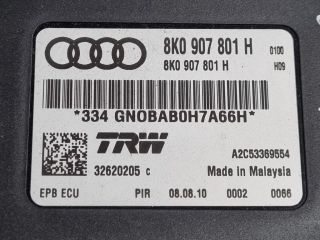 8K0 907 801 H 0100
8K0 907 801 H H09
*334 GNOBAB0H7A66H*
TRW
A2C53369554
32620205 c Made in Malaysia
EPB ECU PIR 08.08.10 0002 0066